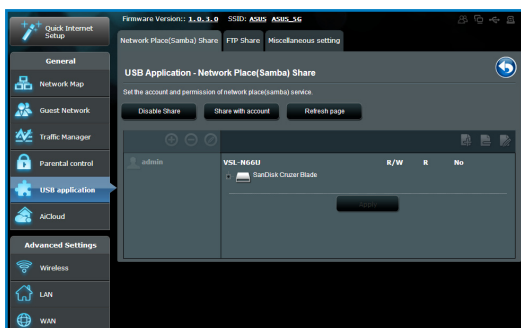 Quick Internet
Setup
Firmware Version:: 1.0.3.0 SSID: ASUS ASUS_5G
Network Place(Samba) Share FTP Share Miscellaneous setting
General
Network Map
Guest Network
Traffic Manager
Parental control
USB application
AiCloud
Advanced Settings
Wireless
LAN
WAN
USB Application - Network Place(Samba) Share
Set the account and permission of network place(samba) service.
Disable Share Share with account Refresh page
admin
VSL-N66U R/W R No
SanDisk Cruzer Blade
Apply